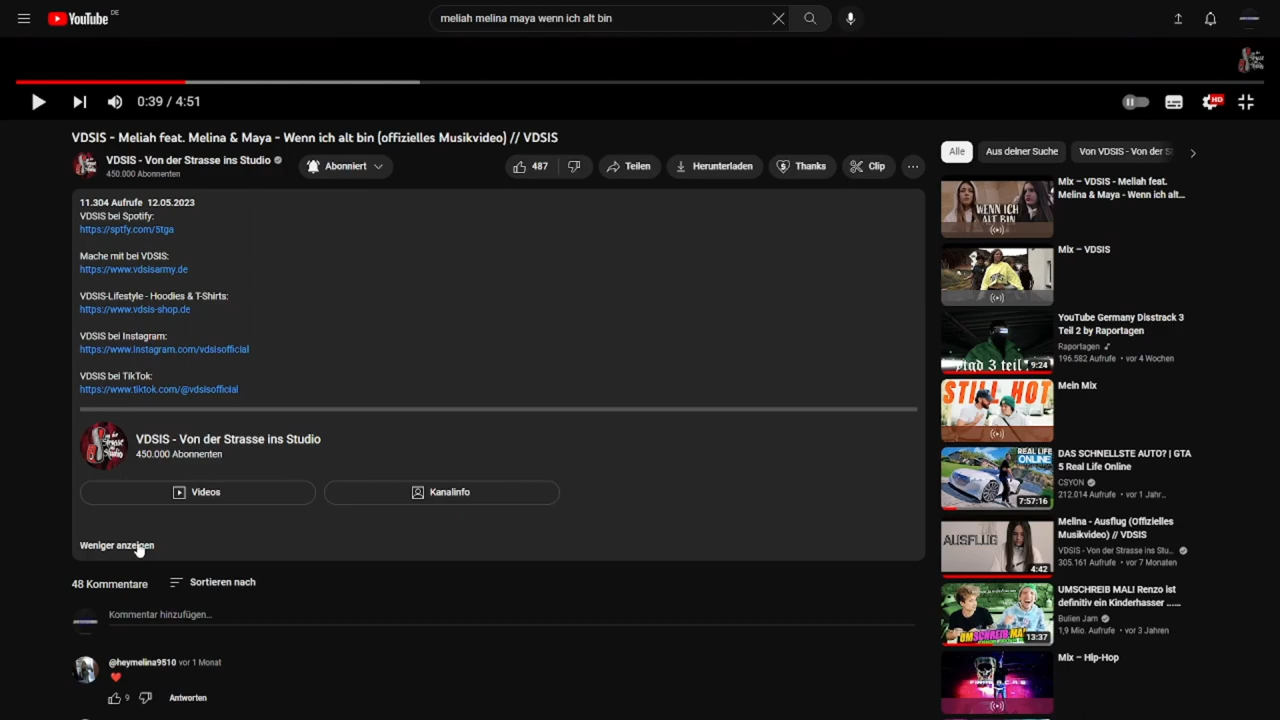 YouTube DE
meliah melina maya wenn ich alt bin
0:39 / 4:51
HD
VDSIS - Meliah feat. Melina & Maya - Wenn ich alt bin (offizielles Musikvideo) // VDSIS
VDSIS - Von der Strasse ins Studio
450.000 Abonnenten
Abonniert
487
Teilen
Herunterladen
Thanks
Clip
11.304 Aufrufe 12.05.2023
VDSIS bei Spotify:
https://sptfy.com/5tga
Mache mit bei VDSIS:
https://www.vdsisarmy.de
VDSIS-Lifestyle - Hoodies & T-Shirts:
https://www.vdsis-shop.de
VDSIS bei Instagram:
https://www.instagram.com/vdsisofficial
VDSIS bei TikTok:
https://www.tiktok.com/@vdsisofficial
VDSIS - Von der Strasse ins Studio
450.000 Abonnenten
Videos
Kanalinfo
Weniger anzeigen
48 Kommentare
Sortieren nach
Kommentar hinzufügen...
@heymelina9510 vor 1 Monat
9
Antworten
Alle
Aus deiner Suche
Von VDSIS - Von der S
WENN ICH
ALT BIN
Mix – VDSIS - Meliah feat.
Melina & Maya - Wenn ich alt...
Mix – VDSIS
9:24
YouTube Germany Disstrack 3
Teil 2 by Raportagen
Raportagen
196.582 Aufrufe • vor 4 Wochen
STILL HOT
Mein Mix
REAL LIFE
ONLINE
7:57:16
DAS SCHNELLSTE AUTO? | GTA
5 Real Life Online
CSYON
212.014 Aufrufe • vor 1 Jahr...
AUSFLUG
4:42
Melina - Ausflug (Offizielles
Musikvideo) // VDSIS
VDSIS - Von der Strasse ins Stu...
305.161 Aufrufe • vor 7 Monaten
UMSCHREIB MA!
13:37
UMSCHREIB MAL! Renzo ist
definitiv ein Kinderhasser ......
Bullen Jam
1,9 Mio. Aufrufe • vor 3 Jahren
Mix – Hip-Hop